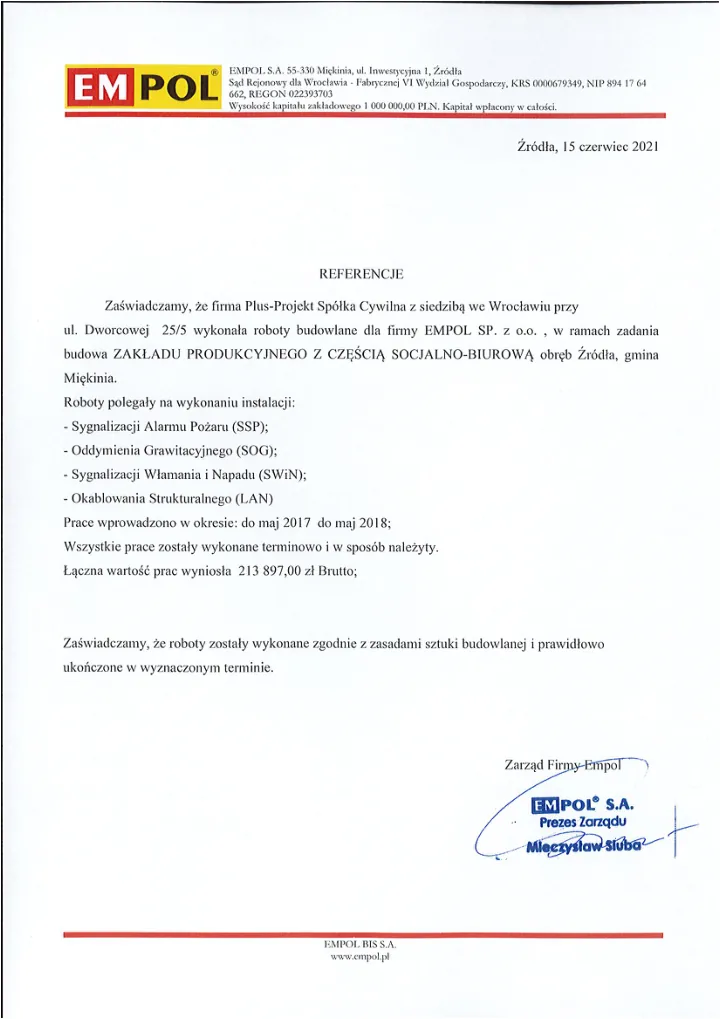 EMPOL®
EMPOL S.A. 55-330 Miękinia, ul. Inwestycyjna 1, Źródła
Sąd Rejonowy dla Wrocławia - Fabrycznej VI Wydział Gospodarczy, KRS 0000679349, NIP 894 17 64
662, REGON 022393703
Wysokość kapitału zakładowego 1 000 000,00 PLN. Kapitał wpłacony w całości.
Źródła, 15 czerwiec 2021
REFERENCJE
Zaświadczamy, że firma Plus-Projekt Spółka Cywilna z siedzibą we Wrocławiu przy
ul. Dworcowej 25/5 wykonała roboty budowlane dla firmy EMPOL SP. z o.o. , w ramach zadania
budowa ZAKŁADU PRODUKCYJNEGO Z CZĘŚCIĄ SOCJALNO-BIUROWĄ obręb Źródła, gmina
Miękinia.
Roboty polegały na wykonaniu instalacji:
- Sygnalizacji Alarmu Pożaru (SSP);
- Oddymienia Grawitacyjnego (SOG);
- Sygnalizacji Włamania i Napadu (SWiN);
- Okablowania Strukturalnego (LAN)
Prace wprowadzono w okresie: do maj 2017 do maj 2018;
Wszystkie prace zostały wykonane terminowo i w sposób należyty.
Łączna wartość prac wyniosła 213 897,00 zł Brutto;
Zaświadczamy, że roboty zostały wykonane zgodnie z zasadami sztuki budowlanej i prawidłowo
ukończone w wyznaczonym terminie.
Zarząd Firmy Empol
EMPOL® S.A.
Prezes Zarządu
Mieczysław Śluba
EMPOL BIS S.A.
www.empol.pl